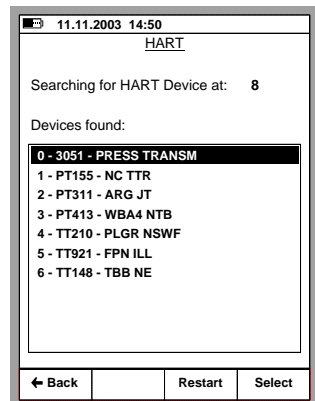 11.11.2003 14:50
HART
Searching for HART Device at: 8
Devices found:
0 - 3051 - PRESS TRANSM
1 - PT155 - NC TTR
2 - PT311 - ARG JT
3 - PT413 - WBA4 NTB
4 - TT210 - PLGR NSWF
5 - TT921 - FPN ILL
6 - TT148 - TBB NE
← Back Restart Select